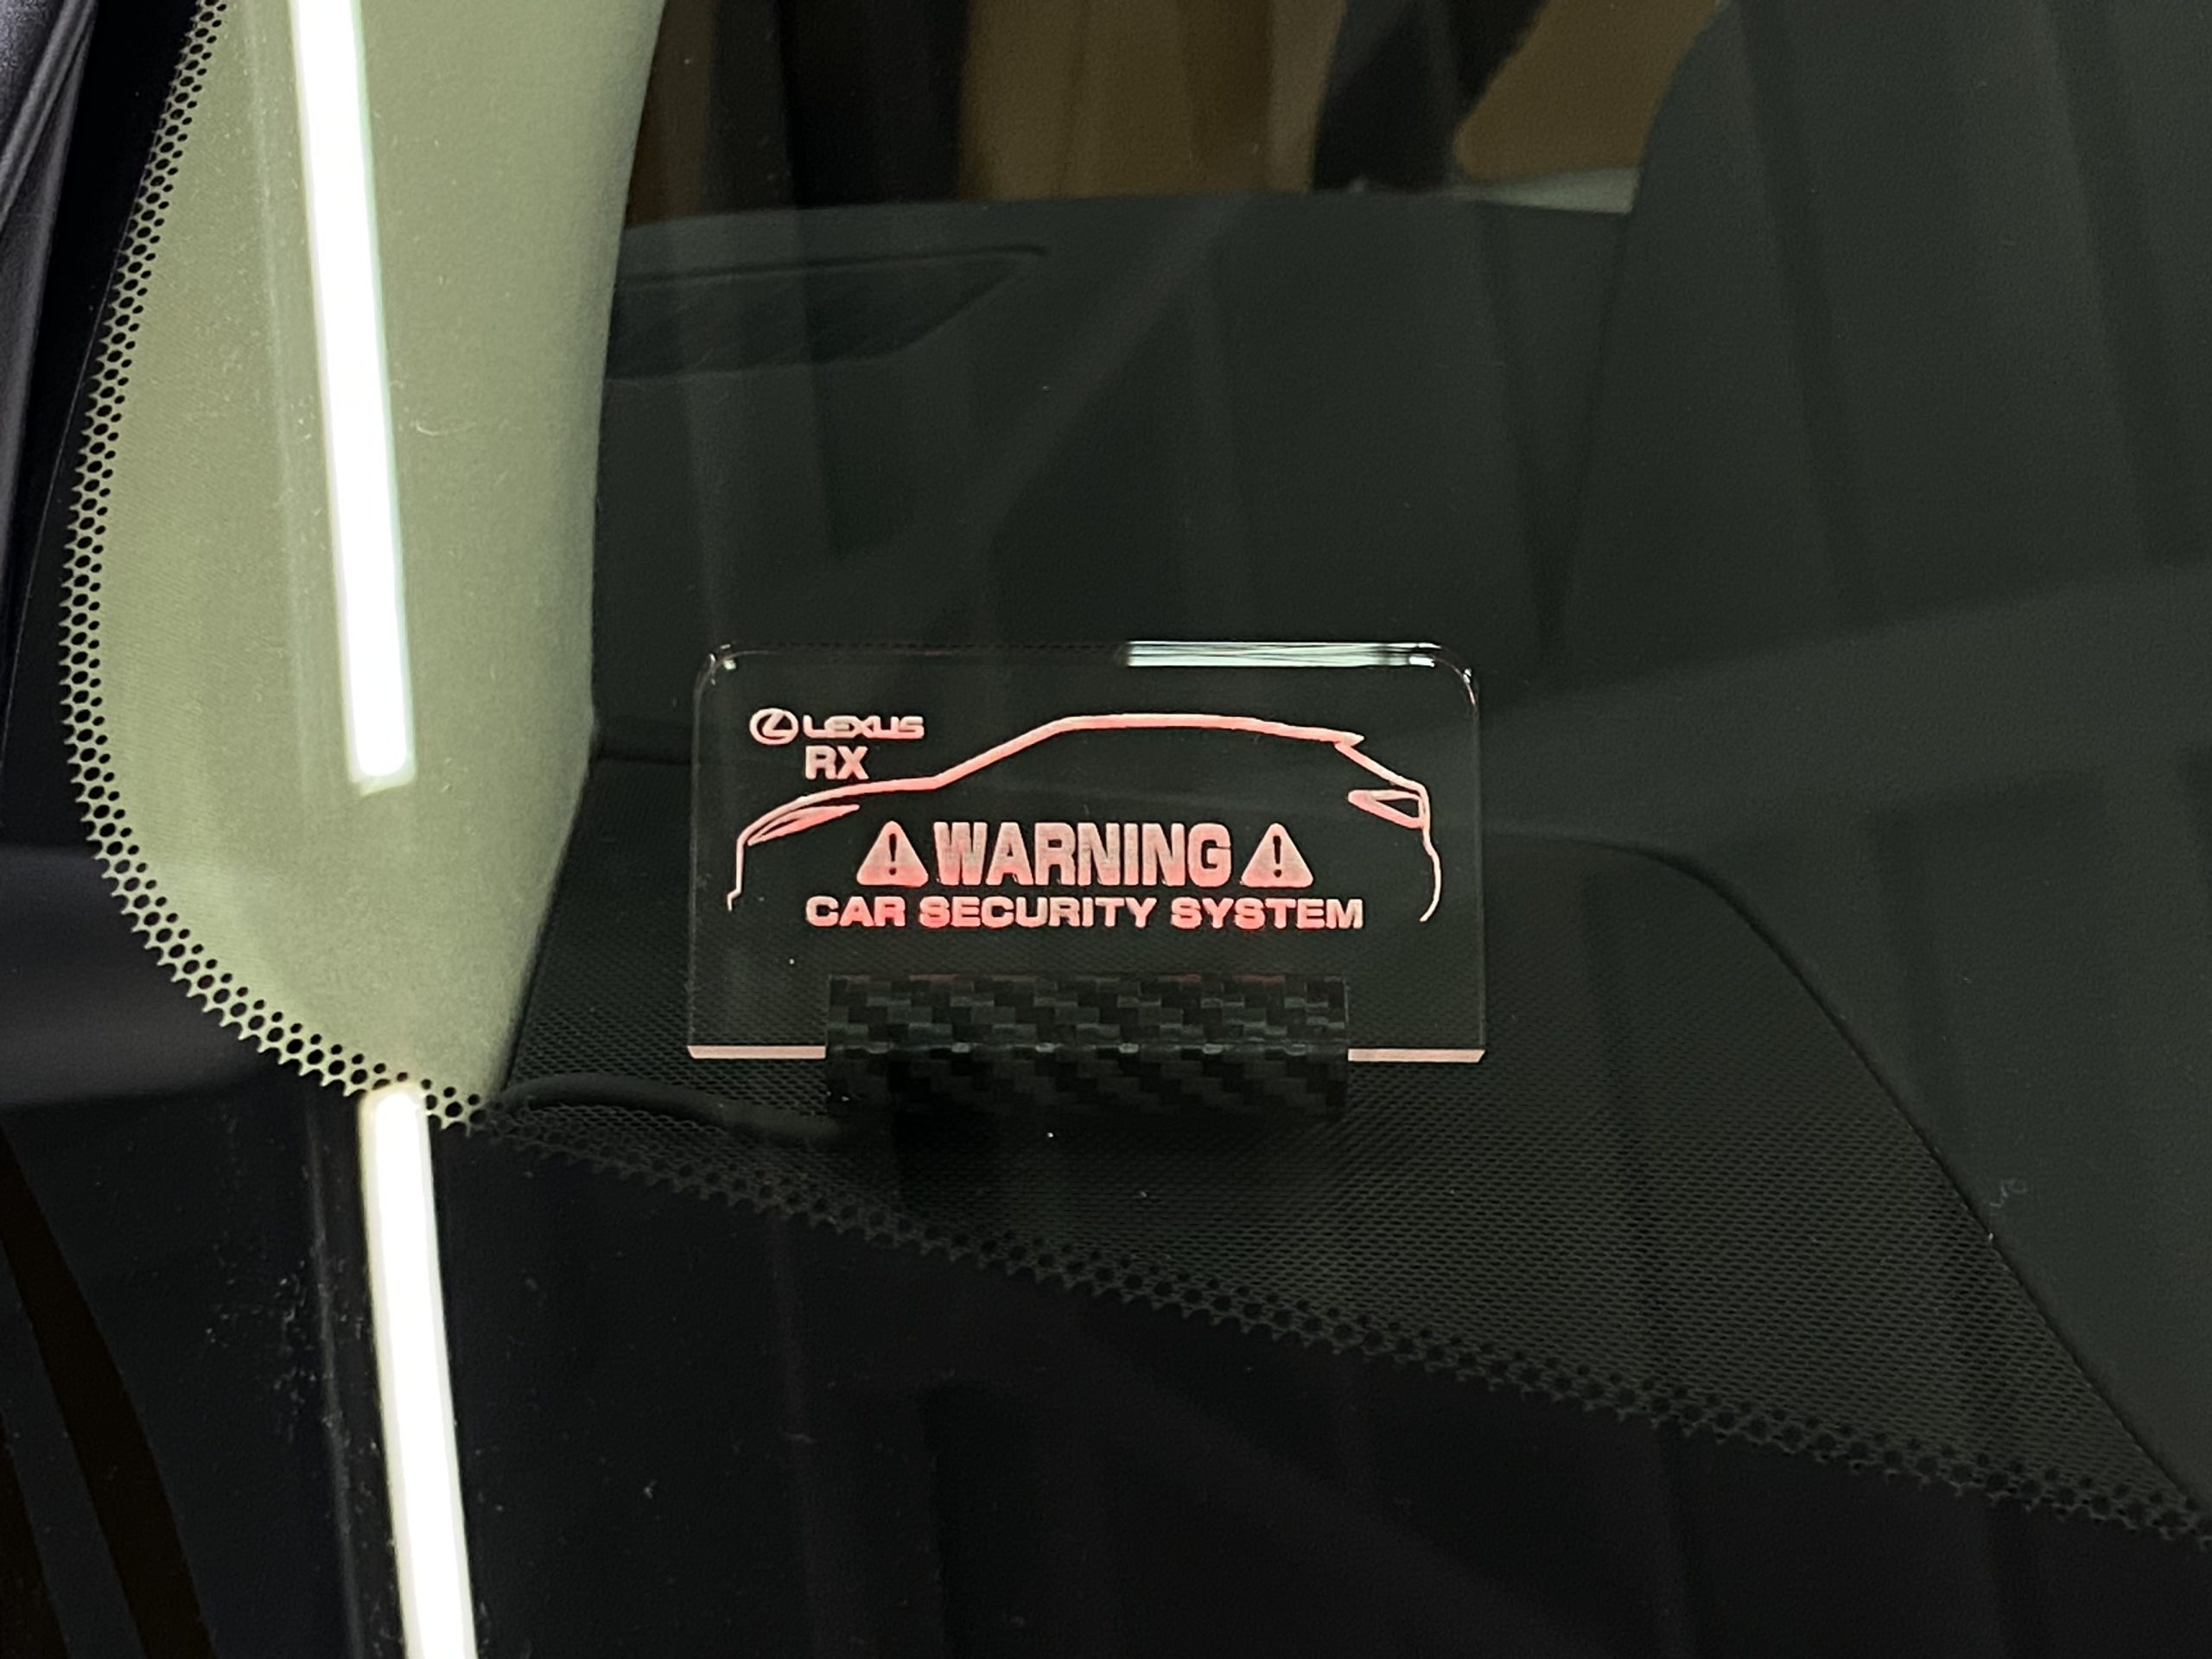 LEXUS
RX
WARNING
CAR SECURITY SYSTEM